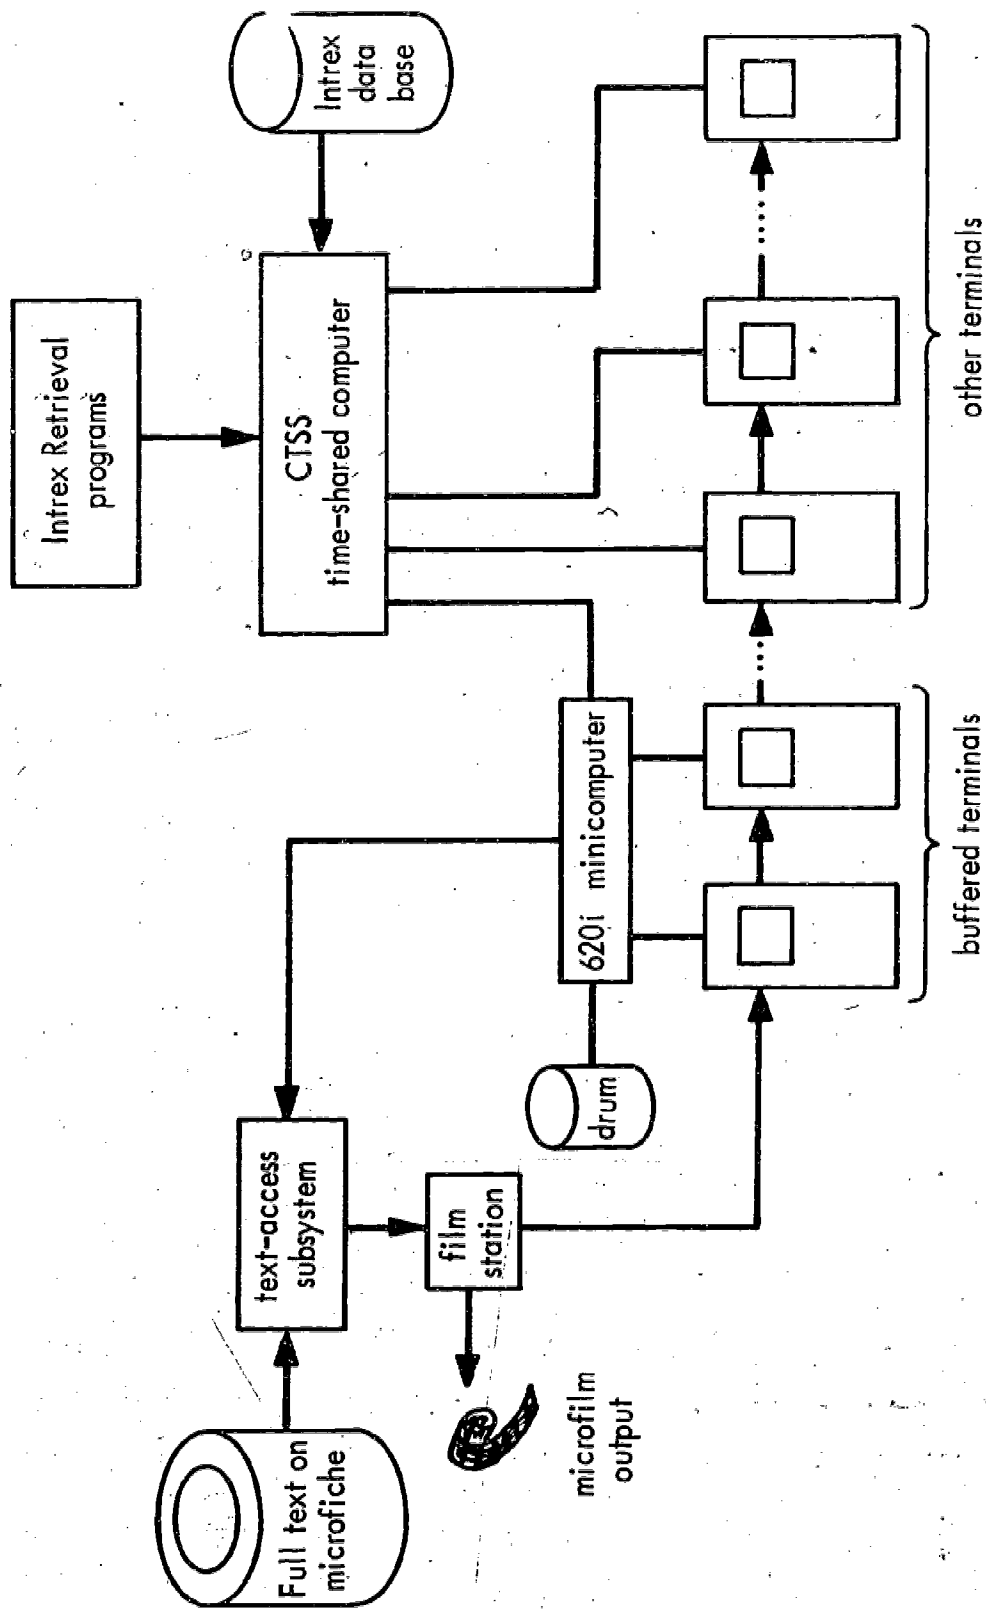 Intrex Retrieval
programs
Intrex
data
base
CTSS
time-shared computer
Full text on
microfiche
text-access
subsystem
film
station
microfilm
output
drum
620i minicomputer
buffered terminals
other terminals